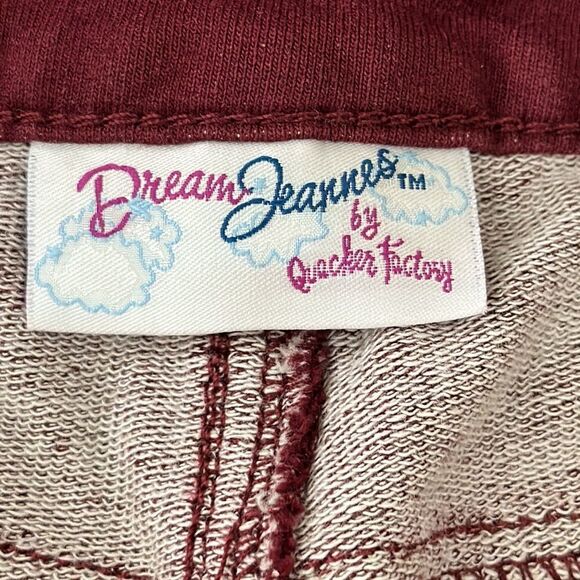 Dream Jeannes™
by
Quacker Factory